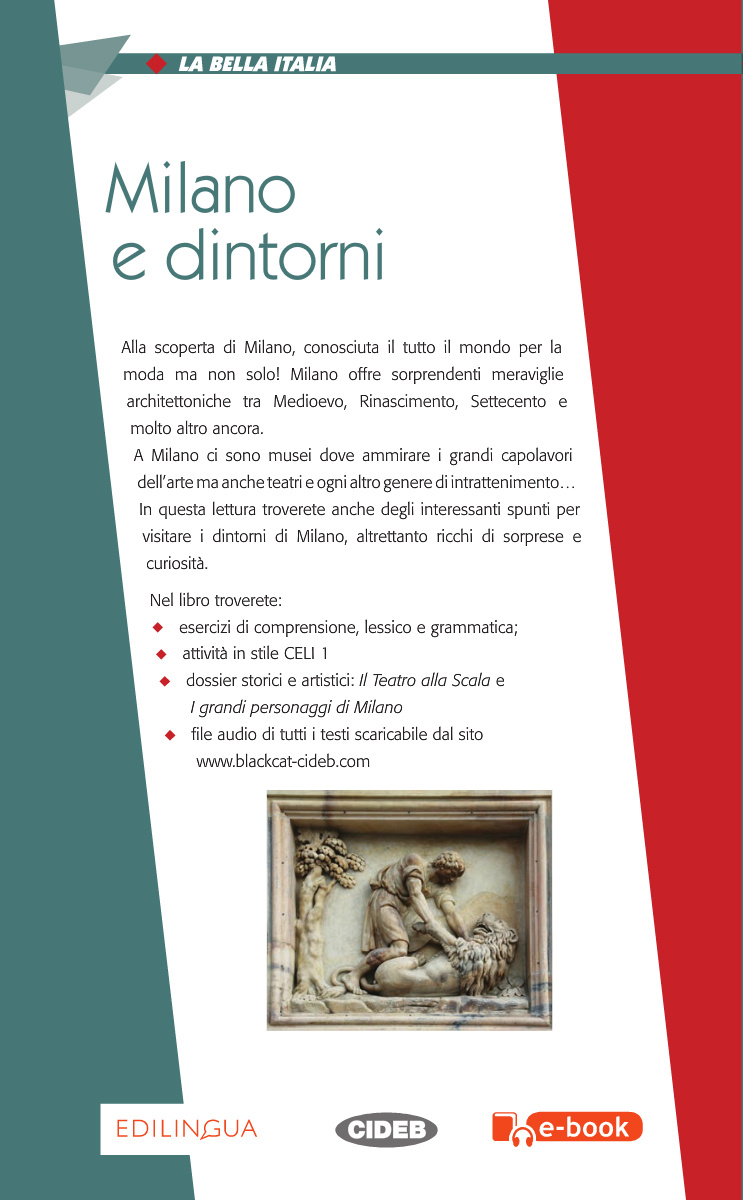 LA BELLA ITALIA
Milano
e dintorni
Alla scoperta di Milano, conosciuta il tutto il mondo per la
moda ma non solo! Milano offre sorprendenti meraviglie
architettoniche tra Medioevo, Rinascimento, Settecento e
molto altro ancora.
A Milano ci sono musei dove ammirare i grandi capolavori
dell'arte ma anche teatri e ogni altro genere di intrattenimento…
In questa lettura troverete anche degli interessanti spunti per
visitare i dintorni di Milano, altrettanto ricchi di sorprese e
curiosità.
Nel libro troverete:
◆ esercizi di comprensione, lessico e grammatica;
◆ attività in stile CELI 1
◆ dossier storici e artistici: Il Teatro alla Scala e
I grandi personaggi di Milano
◆ file audio di tutti i testi scaricabile dal sito
www.blackcat-cideb.com
EDILINGUA
CIDEB
e-book